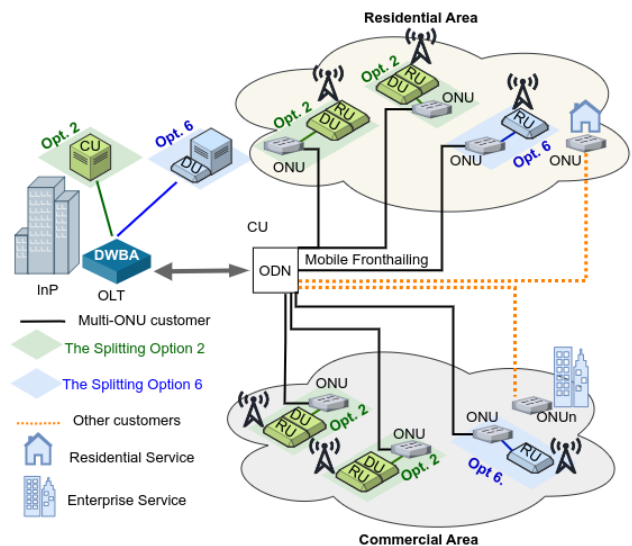 Residential Area
Opt. 2
RU
DU
ONU
Opt. 2
RU
DU
ONU
ONU
RU
Opt. 6
ONU
Opt. 2
CU
Opt. 6
DU
CU
DWBA
InP
OLT
ODN
Mobile Fronthailing
Multi-ONU customer
The Splitting Option 2
The Splitting Option 6
Other customers
Residential Service
Enterprise Service
ONU
DU
RU
Opt. 2
ONU
DU
RU
Opt. 2
ONU
RU
Opt 6.
ONUn
Commercial Area